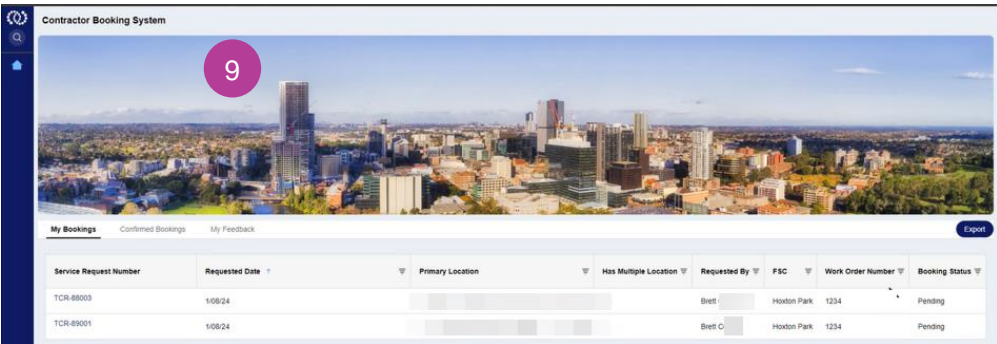 Contractor Booking System
9
My Bookings Confirmed Bookings My Feedback Export
Service Request Number Requested Date Primary Location Has Multiple Location Requested By FSC Work Order Number Booking Status
TCR-88003 1/08/24 Brett Hoxton Park 1234 Pending
TCR-89001 1/08/24 Brett Hoxton Park 1234 Pending